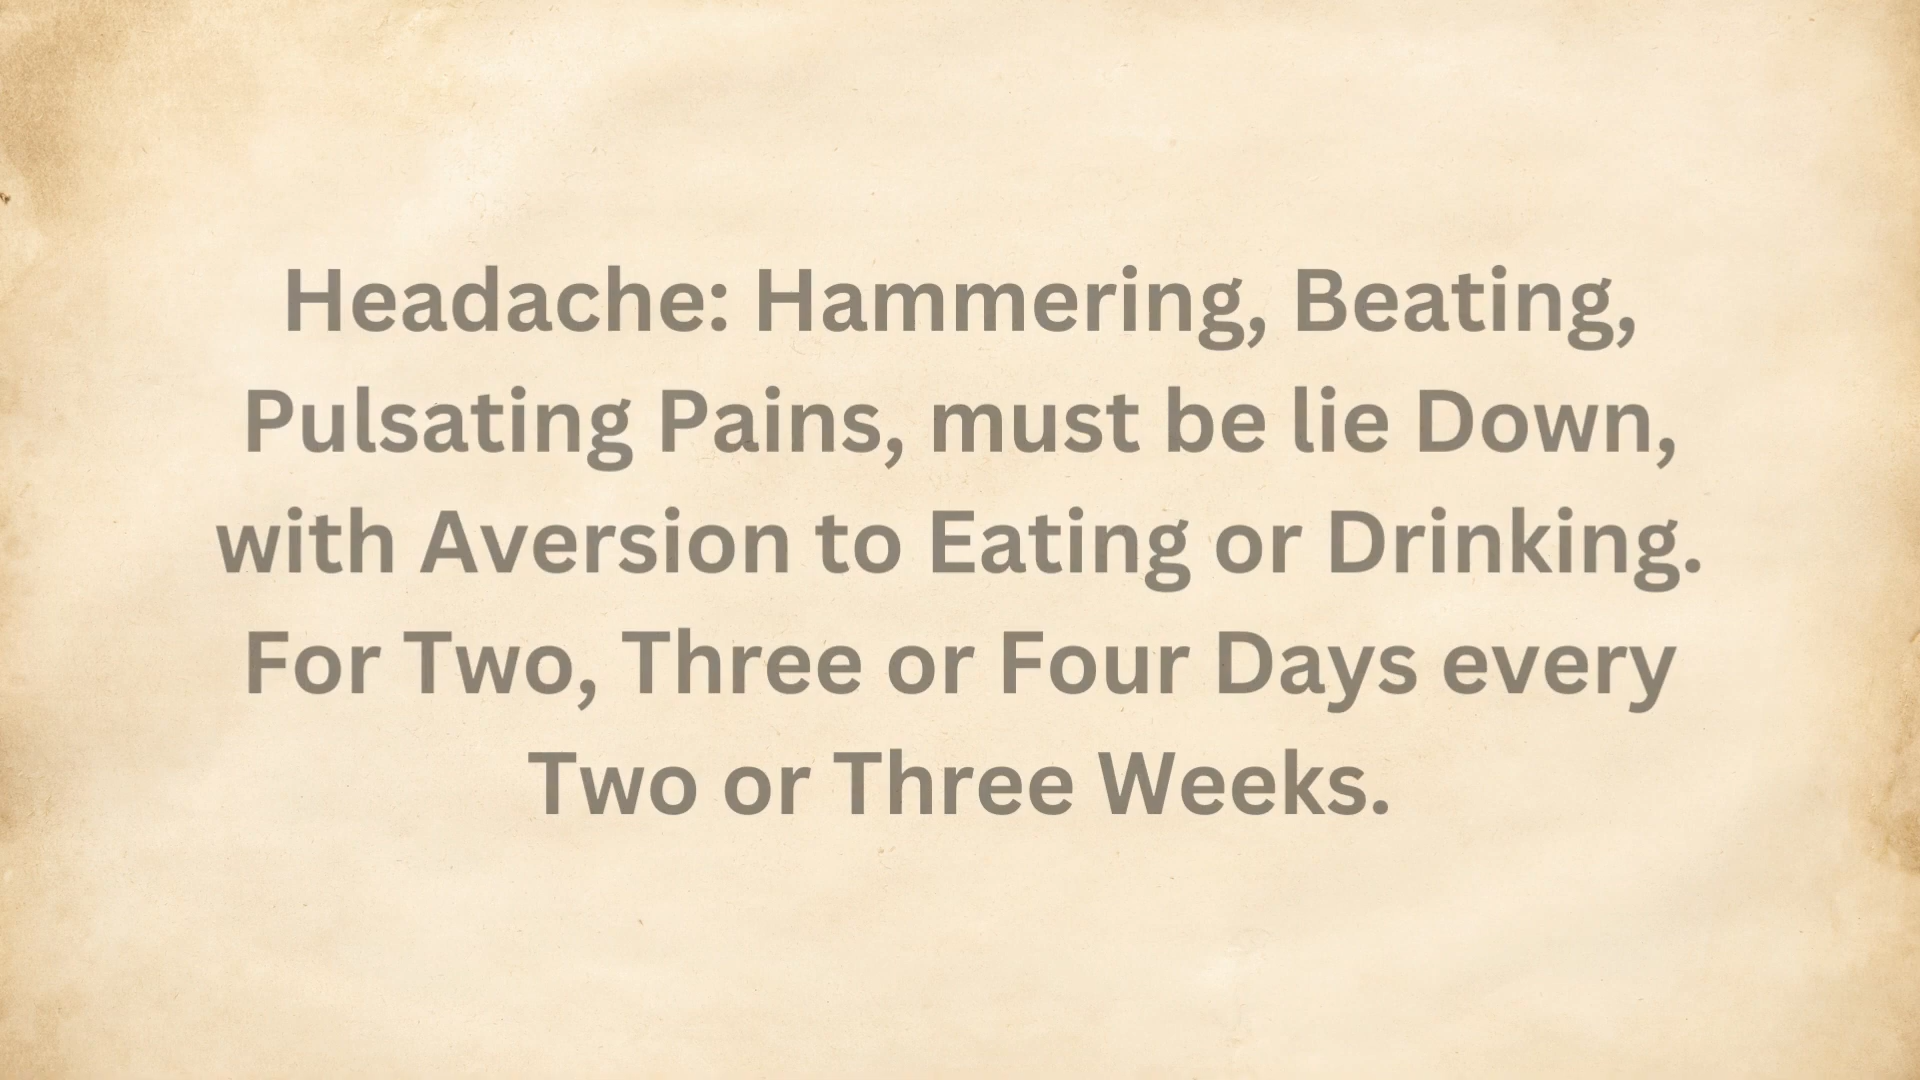 Headache: Hammering, Beating,
Pulsating Pains, must be lie Down,
with Aversion to Eating or Drinking.
For Two, Three or Four Days every
Two or Three Weeks.